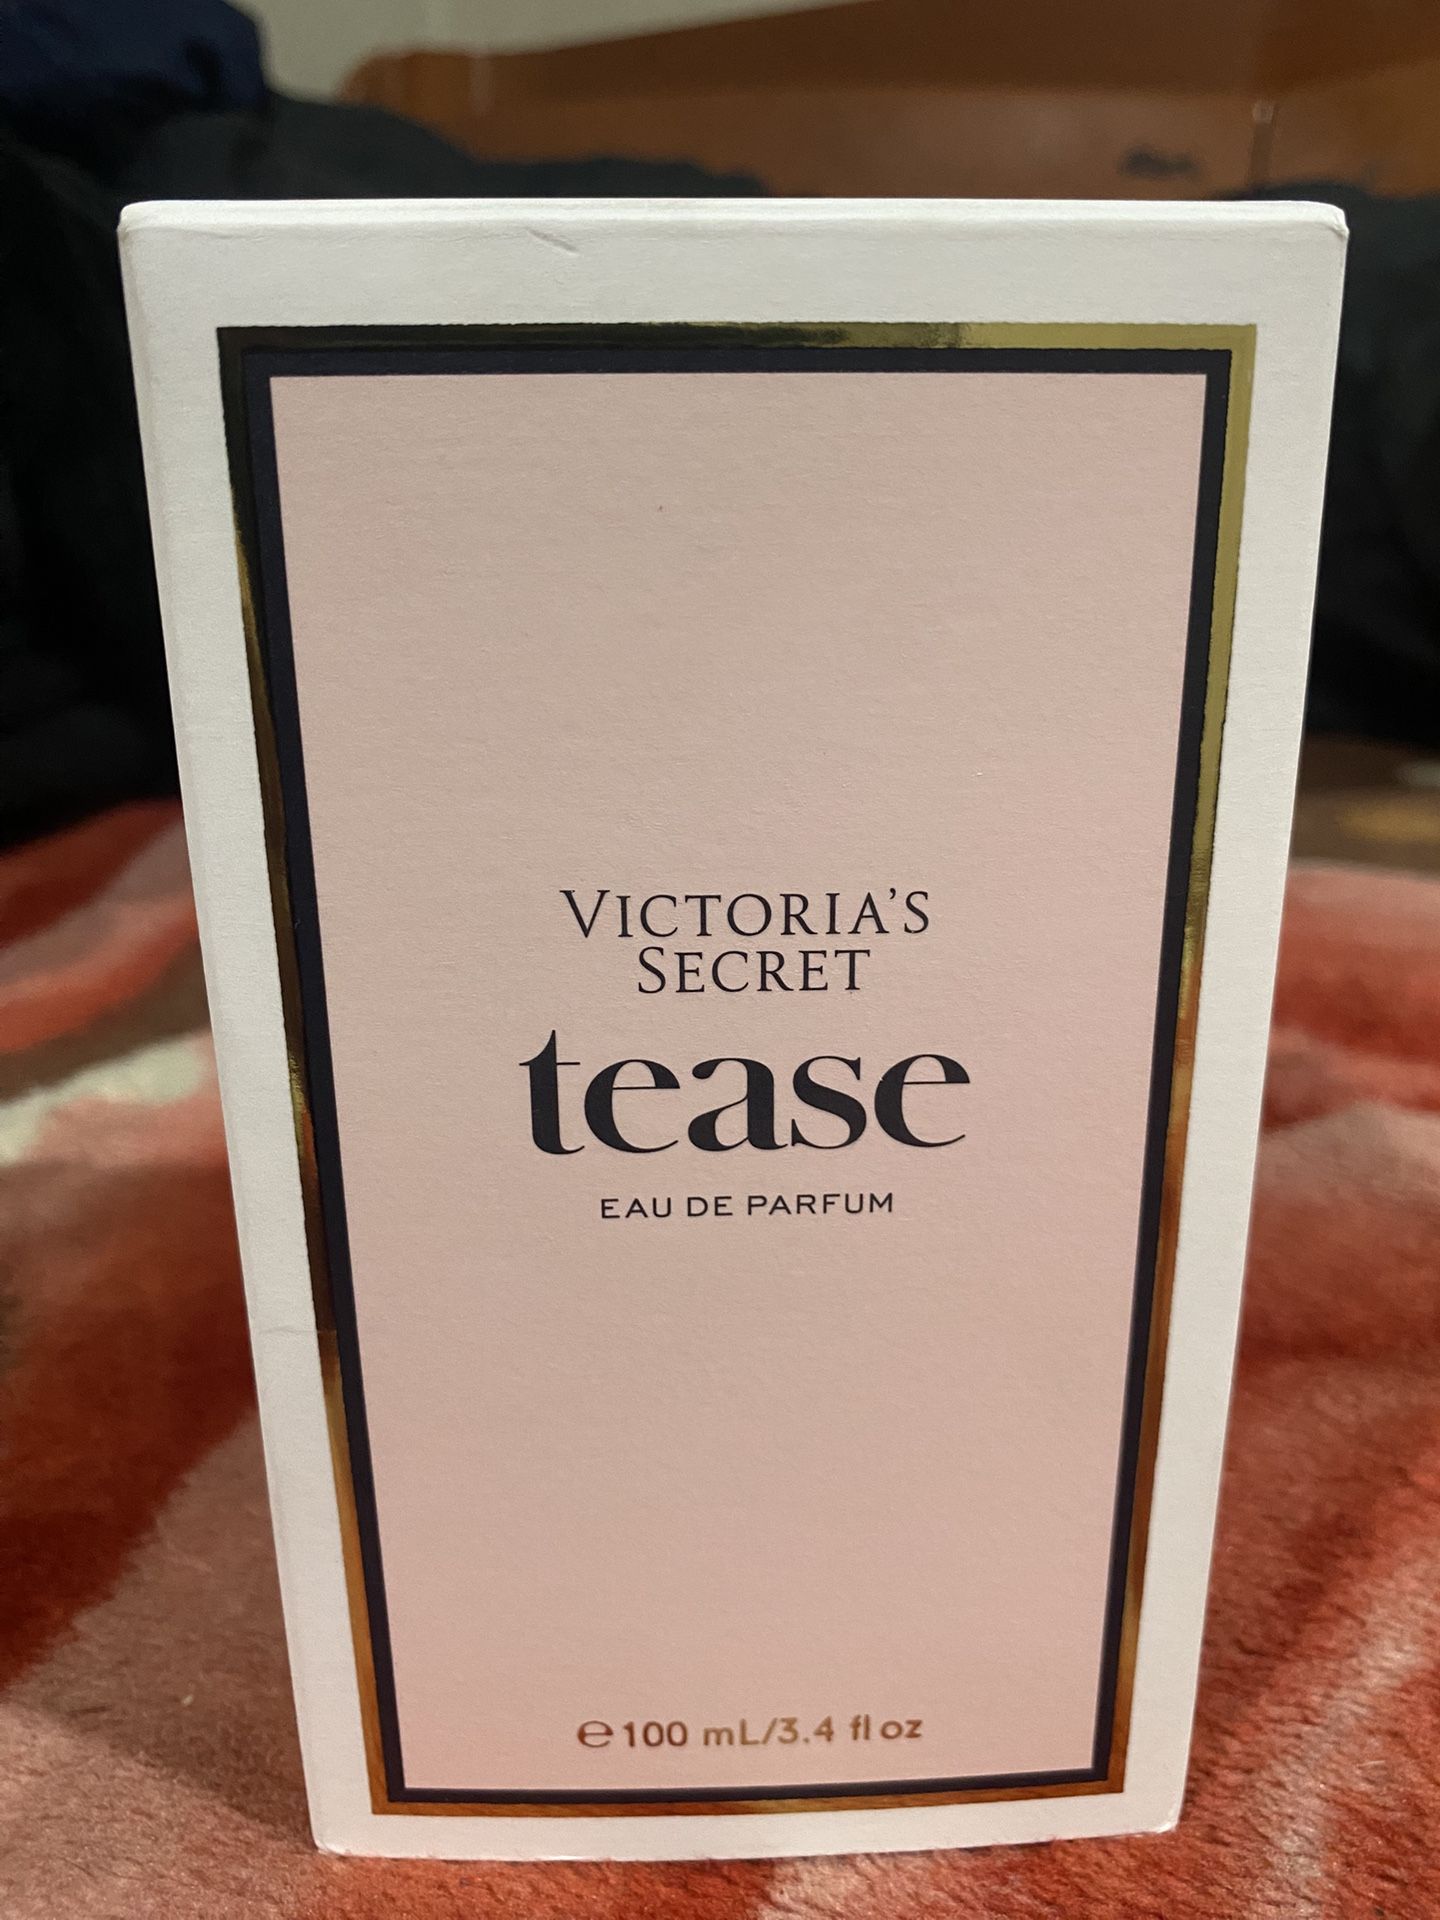 VICTORIA'S
SECRET
tease
EAU DE PARFUM
℮ 100 mL/3.4 fl oz